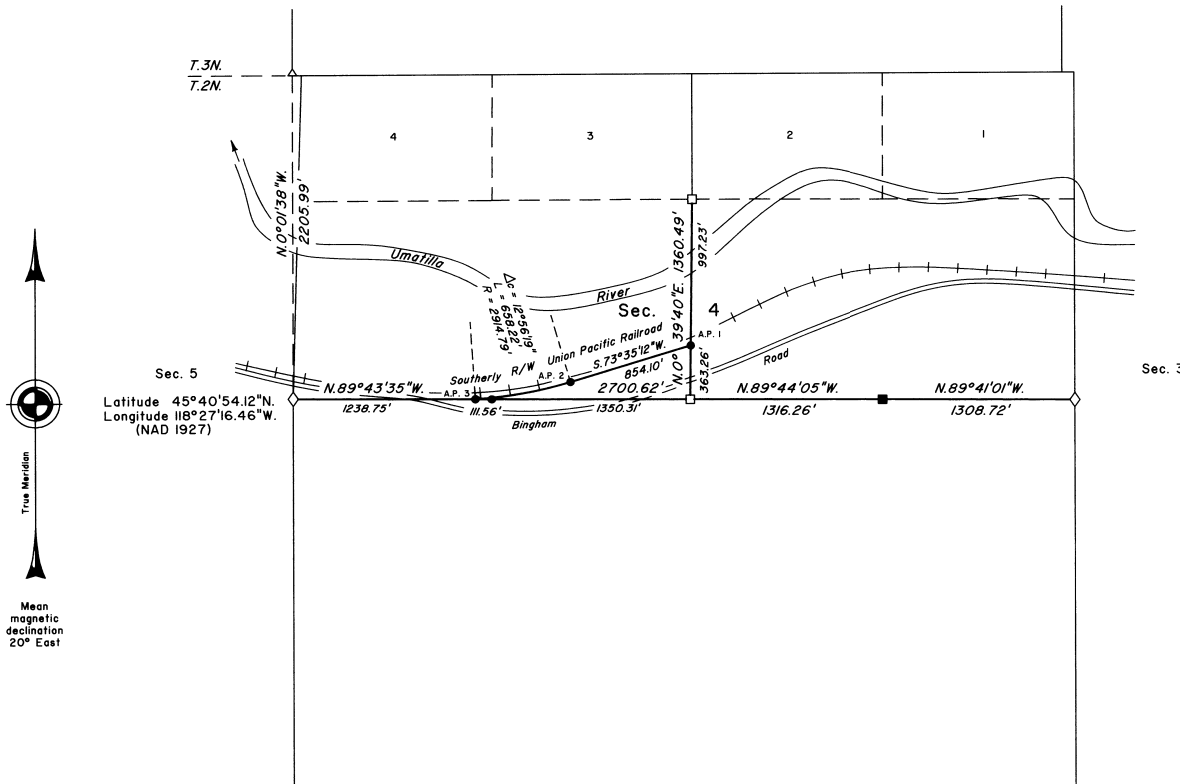 T.3N.
T.2N.
4
3
2
1
N.0°01'38"W.
2205.99'
Umatilla
River
Δc = 12°56'19"
L = 658.22'
R = 2914.79'
N.0° 39'40"E. 1360.49'
997.23'
363.26'
Sec. 4
A.P. 1
Union Pacific Railroad
Southerly R/W
S.73°35'12"W.
854.10'
A.P. 2
A.P. 3
Road
Bingham
Sec. 5
Sec. 3
Latitude 45°40'54.12"N.
Longitude 118°27'16.46"W.
(NAD 1927)
N.89°43'35"W.
2700.62'
N.89°44'05"W.
N.89°41'01"W.
1238.75'
111.56'
1350.31'
1316.26'
1308.72'
True Meridian
Mean
magnetic
declination
20° East